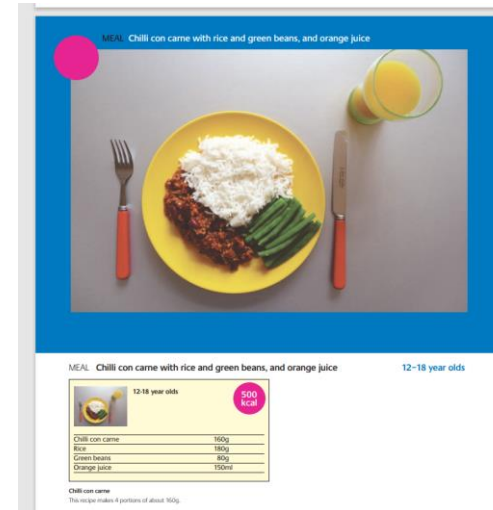 MEAL Chilli con carne with rice and green beans, and orange juice
MEAL Chilli con carne with rice and green beans, and orange juice 12–18 year olds
12-18 year olds
500
kcal
Chilli con carne 160g
Rice 180g
Green beans 80g
Orange juice 150ml
Chilli con carne
This recipe makes 4 portions of about 160g.